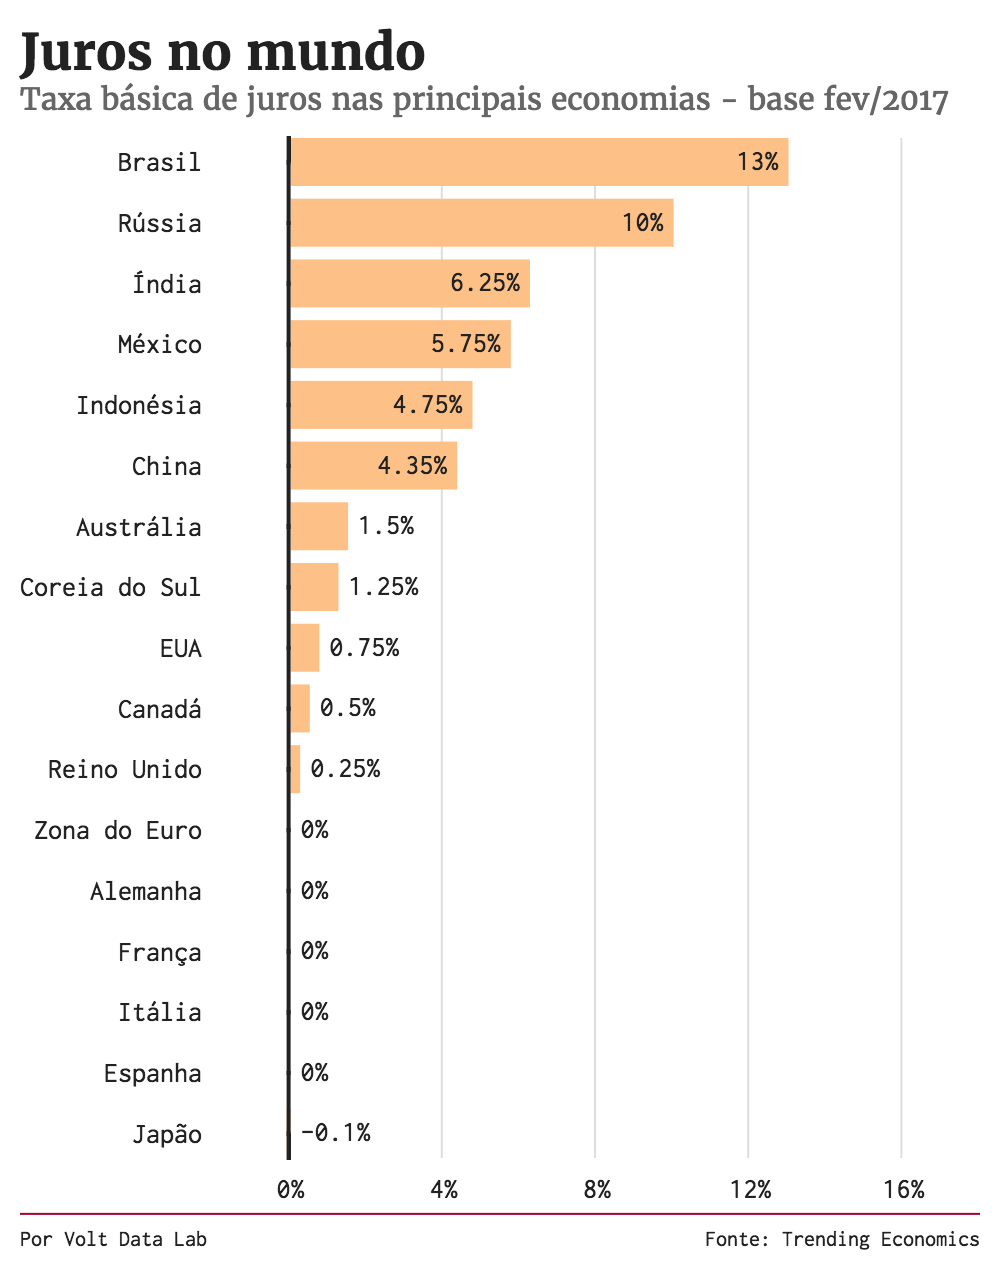 Juros no mundo
Taxa básica de juros nas principais economias - base fev/2017
Brasil 13%
Rússia 10%
Índia 6.25%
México 5.75%
Indonésia 4.75%
China 4.35%
Austrália 1.5%
Coreia do Sul 1.25%
EUA 0.75%
Canadá 0.5%
Reino Unido 0.25%
Zona do Euro 0%
Alemanha 0%
França 0%
Itália 0%
Espanha 0%
Japão -0.1%
0% 4% 8% 12% 16%
Por Volt Data Lab Fonte: Trending Economics